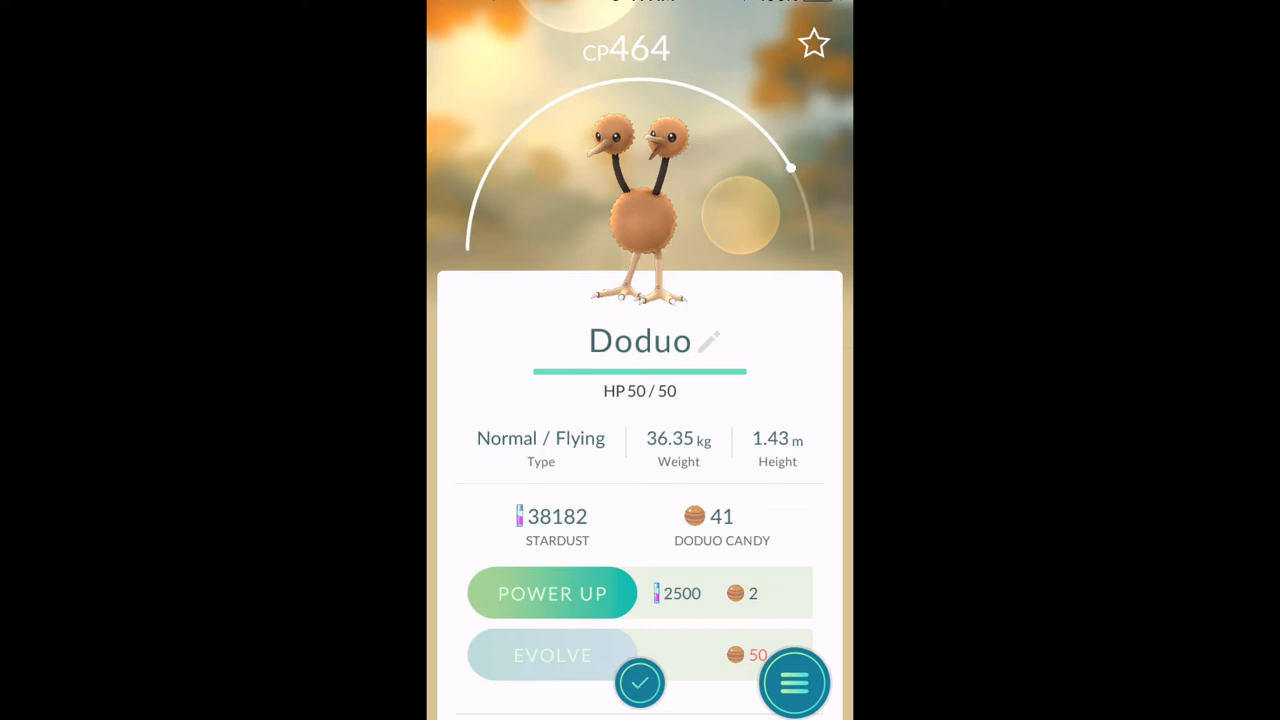 CP464
Doduo
HP 50 / 50
Normal / Flying
36.35 kg
1.43 m
Type
Weight
Height
38182
41
STARDUST
DODUO CANDY
POWER UP
2500
2
EVOLVE
50